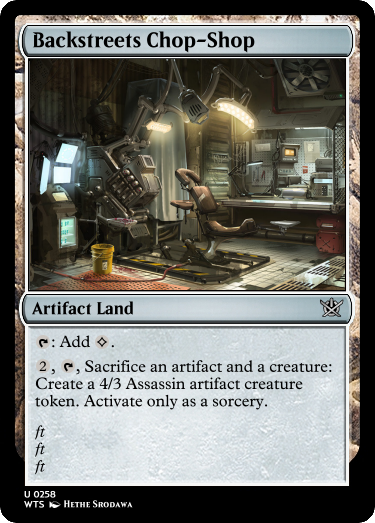 Backstreets Chop-Shop
Artifact Land
: Add .
2, , Sacrifice an artifact and a creature:
Create a 4/3 Assassin artifact creature
token. Activate only as a sorcery.
ft
ft
ft
U 0258
WTS Hethe Srodawa